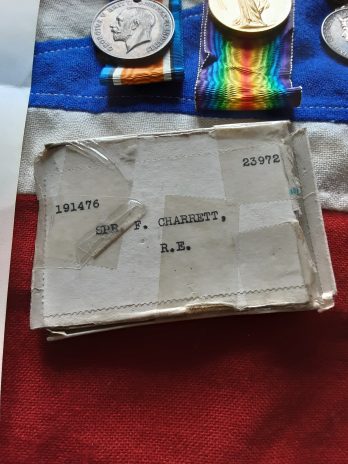 23972
191476
SPR. F. CHARRETT,
R.E.